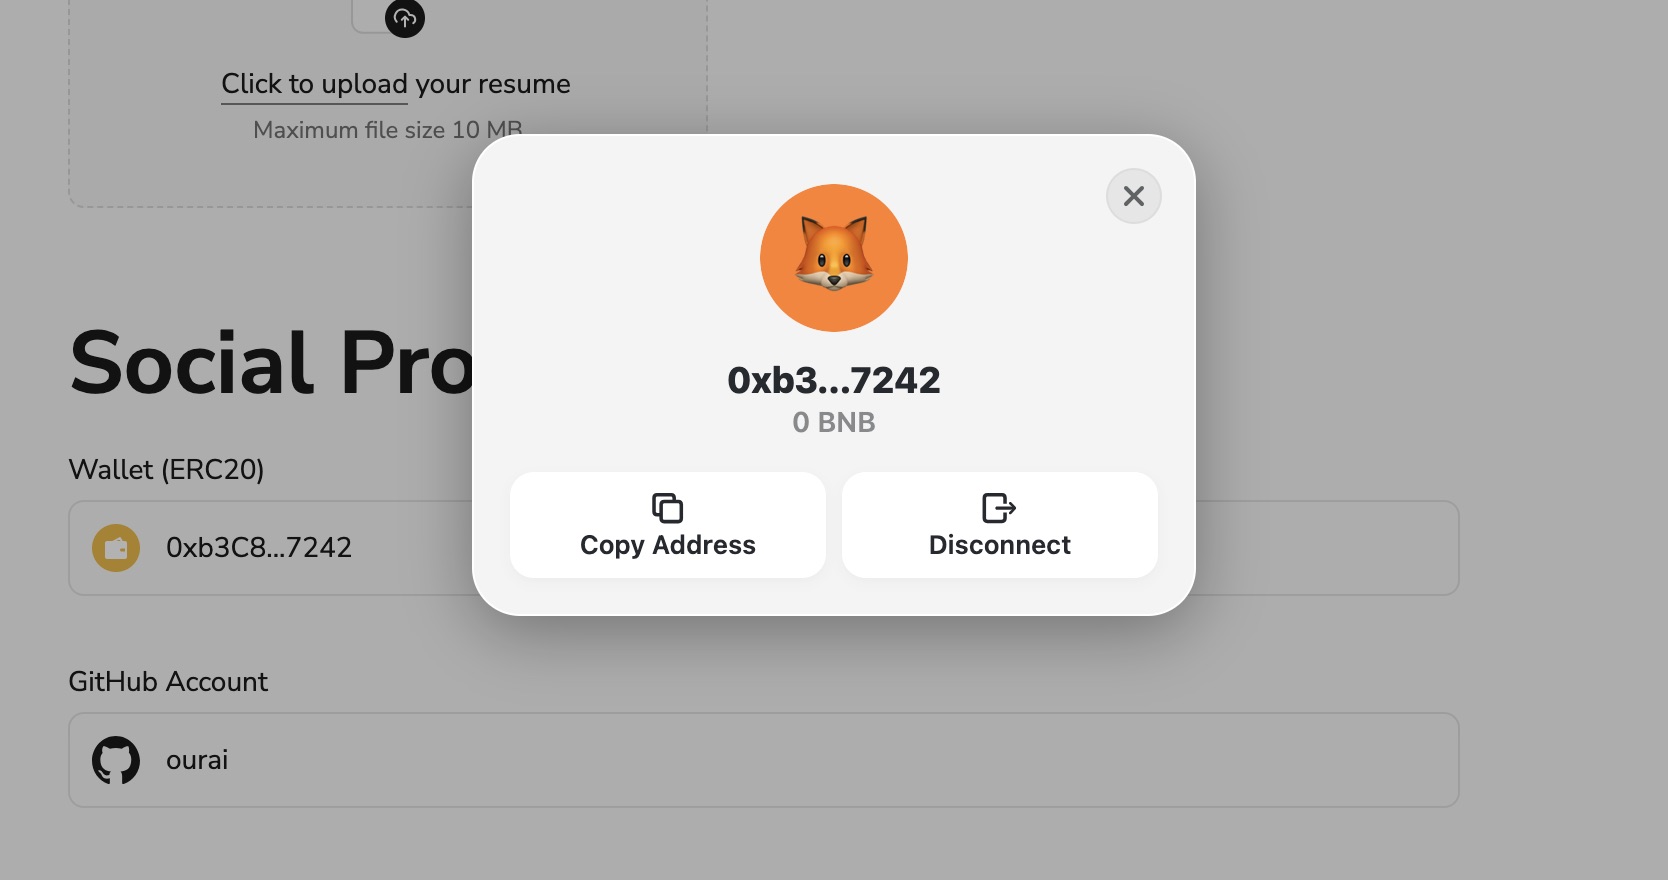 Click to upload your resume
Maximum file size 10 MB
0xb3...7242
0 BNB
Copy Address
Disconnect
Social Pro
Wallet (ERC20)
0xb3C8...7242
GitHub Account
ourai